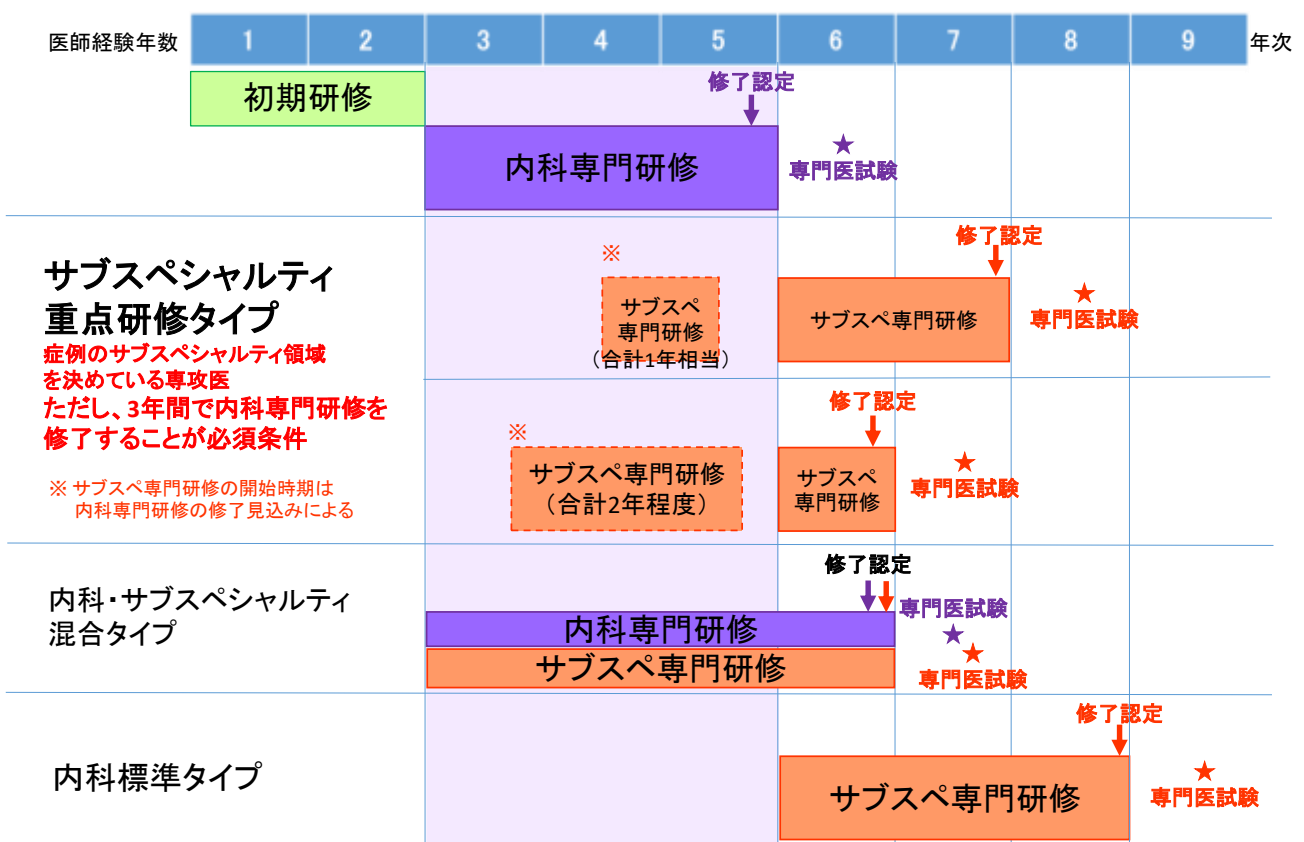 医師経験年数 1 2 3 4 5 6 7 8 9 年次
初期研修
修了認定
内科専門研修
★
専門医試験
サブスペシャルティ
重点研修タイプ
症例のサブスペシャルティ領域
を決めている専攻医
ただし、3年間で内科専門研修を
修了することが必須条件
※ サブスペ専門研修の開始時期は
内科専門研修の修了見込みによる
※
サブスペ
専門研修
（合計1年相当）
修了認定
サブスペ専門研修
★
専門医試験
※
サブスペ専門研修
（合計2年程度）
修了認定
サブスペ
専門研修
★
専門医試験
内科・サブスペシャルティ
混合タイプ
修了認定
内科専門研修
専門医試験
★
サブスペ専門研修
★
専門医試験
内科標準タイプ
修了認定
サブスペ専門研修
★
専門医試験